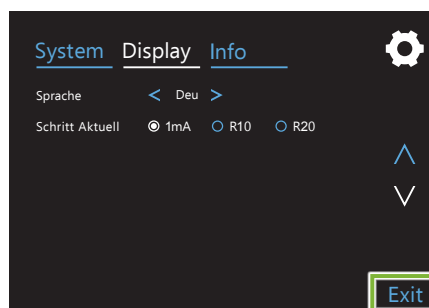 System Display Info
Sprache < Deu >
Schritt Aktuell 1mA R10 R20
Exit